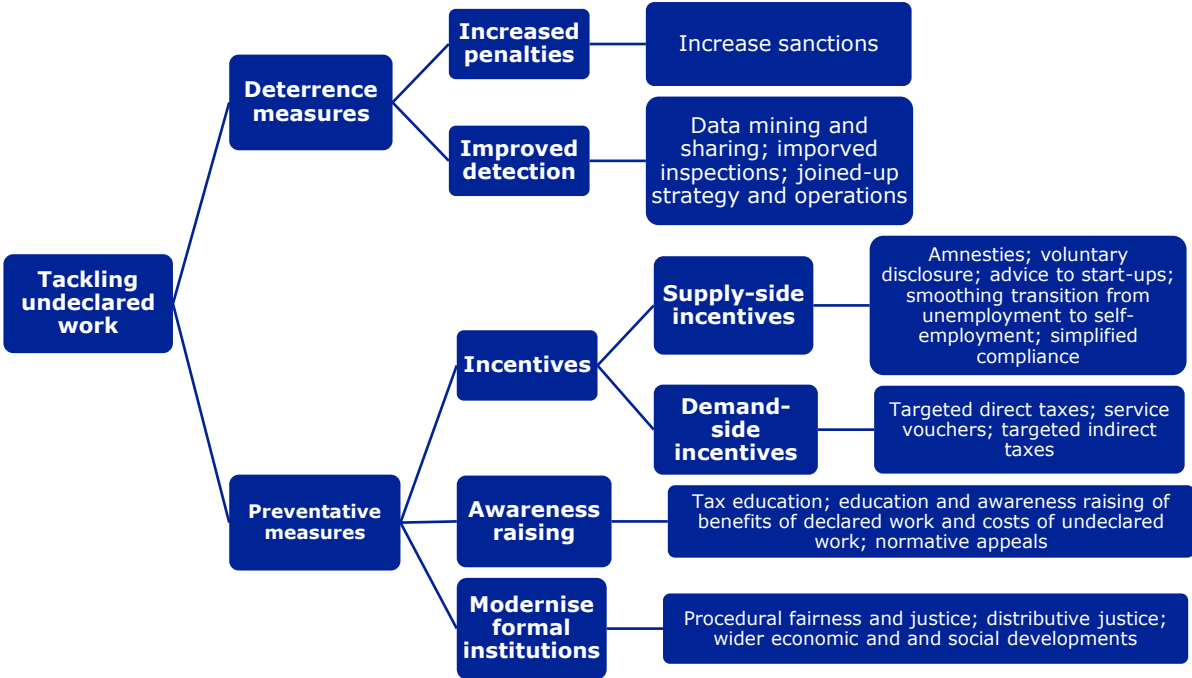 Increased
penalties
Increase sanctions
Deterrence
measures
Improved
detection
Data mining and
sharing; imporved
inspections; joined-up
strategy and operations
Tackling
undeclared
work
Supply-side
incentives
Amnesties; voluntary
disclosure; advice to start-ups;
smoothing transition from
unemployment to self-
employment; simplified
compliance
Incentives
Demand-
side
incentives
Targeted direct taxes; service
vouchers; targeted indirect
taxes
Preventative
measures
Awareness
raising
Tax education; education and awareness raising of
benefits of declared work and costs of undeclared
work; normative appeals
Modernise
formal
institutions
Procedural fairness and justice; distributive justice;
wider economic and and social developments